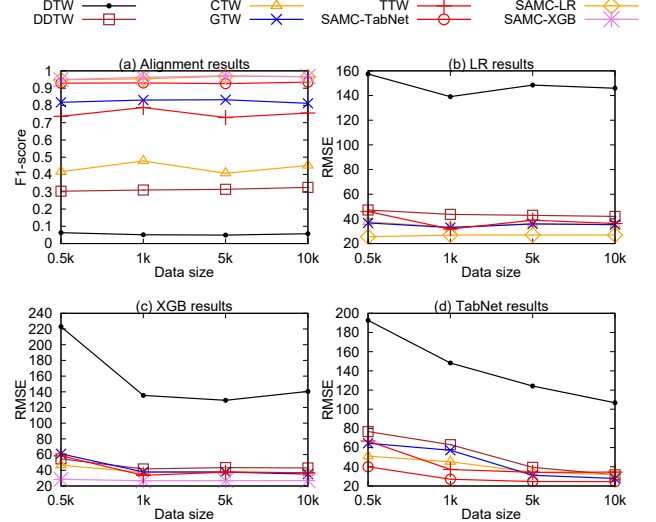 DTW CTW TTW SAMC-LR
DDTW GTW SAMC-TabNet SAMC-XGB
(a) Alignment results
F1-score
1
0.9
0.8
0.7
0.6
0.5
0.4
0.3
0.2
0.1
0
0.5k 1k 5k 10k
Data size
(b) LR results
RMSE
160
140
120
100
80
60
40
20
0.5k 1k 5k 10k
Data size
(c) XGB results
RMSE
240
220
200
180
160
140
120
100
80
60
40
20
0.5k 1k 5k 10k
Data size
(d) TabNet results
RMSE
200
180
160
140
120
100
80
60
40
20
0.5k 1k 5k 10k
Data size